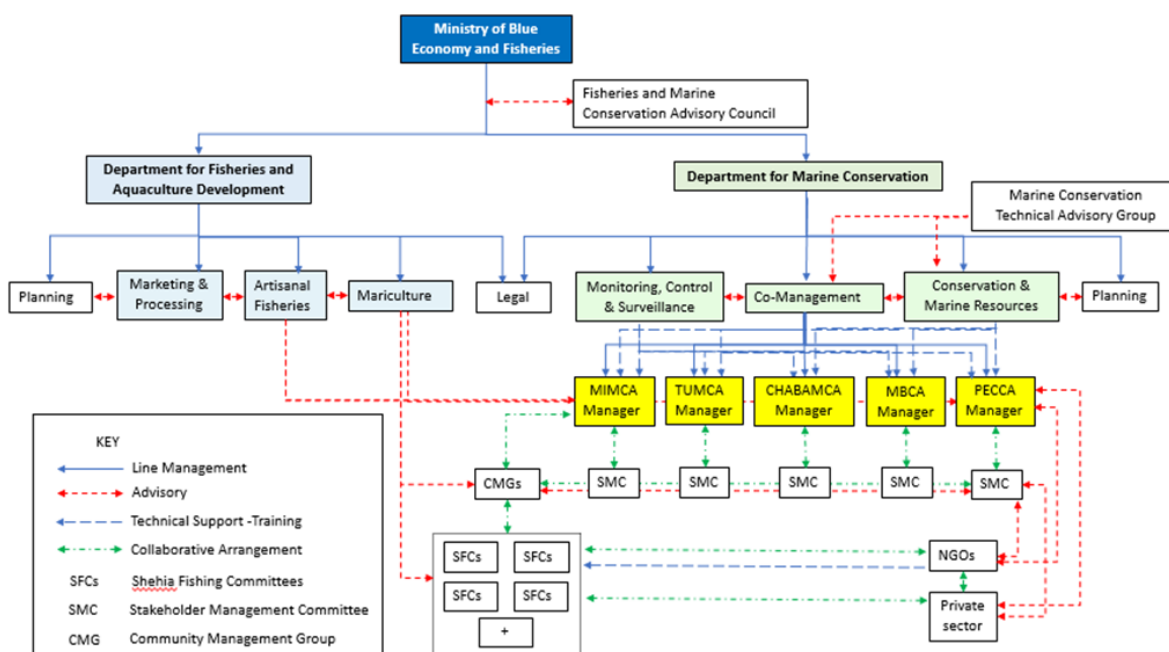 Ministry of Blue
Economy and Fisheries
Fisheries and Marine
Conservation Advisory Council
Department for Fisheries and
Aquaculture Development
Department for Marine Conservation
Marine Conservation
Technical Advisory Group
Planning
Marketing &
Processing
Artisanal
Fisheries
Mariculture
Legal
Monitoring, Control
& Surveillance
Co-Management
Conservation &
Marine Resources
Planning
MIMCA
Manager
TUMCA
Manager
CHABAMCA
Manager
MBCA
Manager
PECCA
Manager
CMGs
SMC
SMC
SMC
SMC
SMC
SFCs
SFCs
SFCs
SFCs
+
NGOs
Private
sector
KEY
Line Management
Advisory
Technical Support -Training
Collaborative Arrangement
SFCs Shehia Fishing Committees
SMC Stakeholder Management Committee
CMG Community Management Group